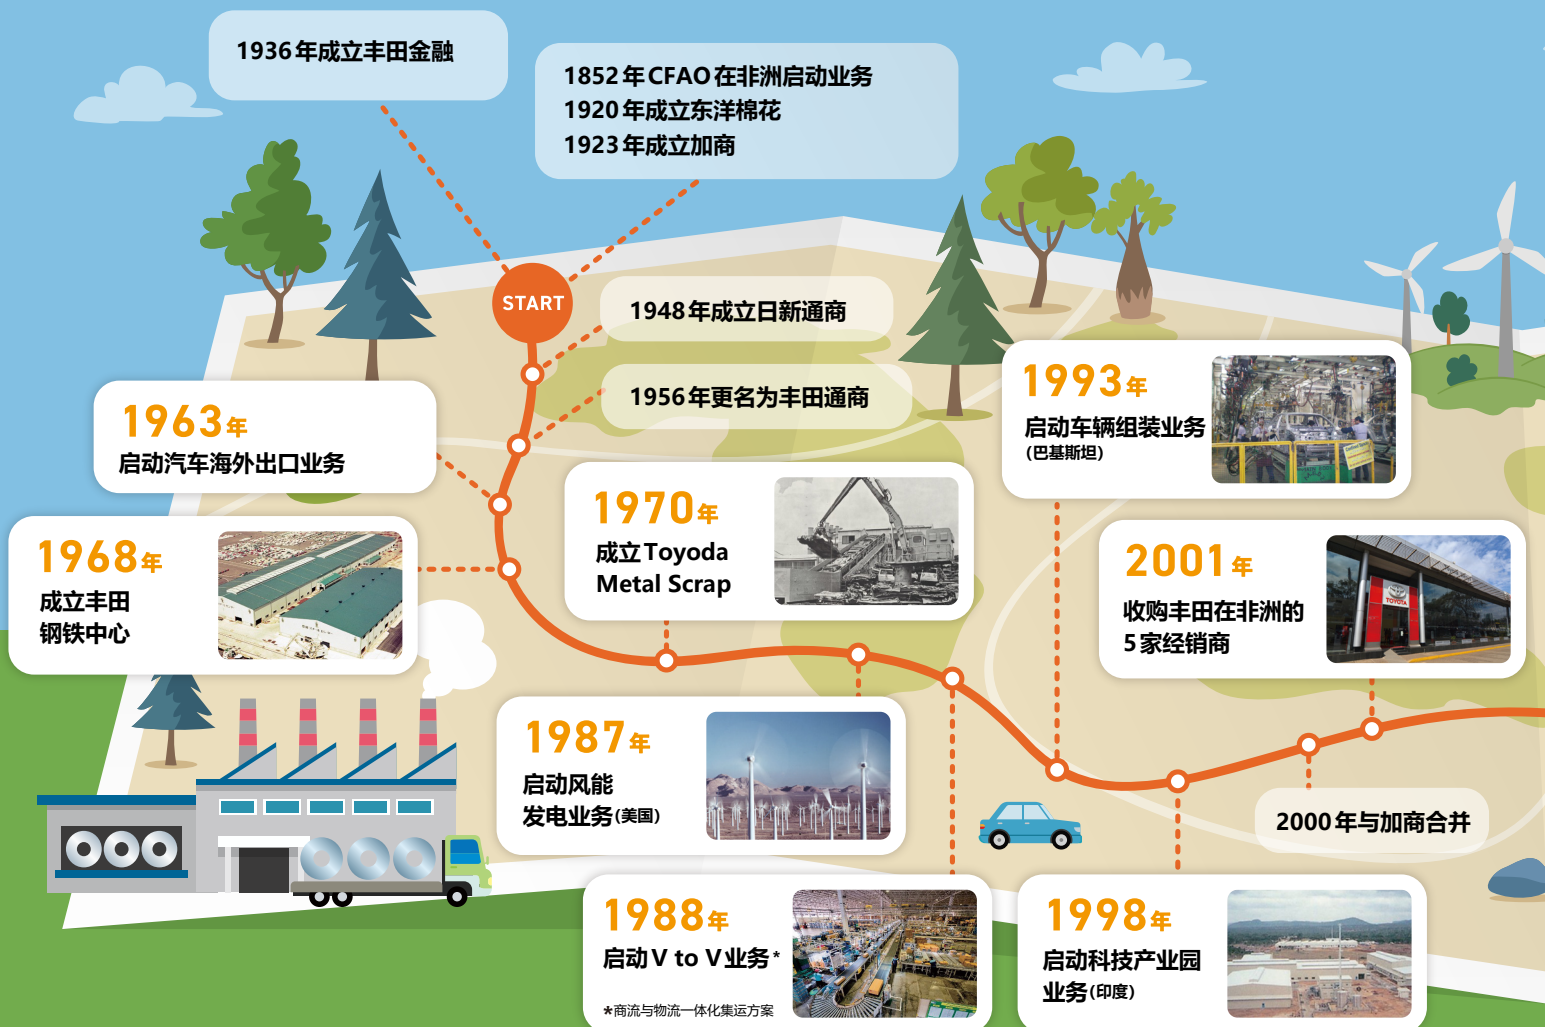 1936年成立丰田金融
1852年CFAO在非洲启动业务
1920年成立东洋棉花
1923年成立加商
START
1948年成立日新通商
1956年更名为丰田通商
1963年
启动汽车海外出口业务
1968年
成立丰田
钢铁中心
1970年
成立Toyoda
Metal Scrap
1987年
启动风能
发电业务(美国)
1988年
启动V to V业务*
*商流与物流一体化集运方案
1993年
启动车辆组装业务
(巴基斯坦)
1998年
启动科技产业园
业务(印度)
2000年与加商合并
2001年
收购丰田在非洲的
5家经销商
TOYOTA